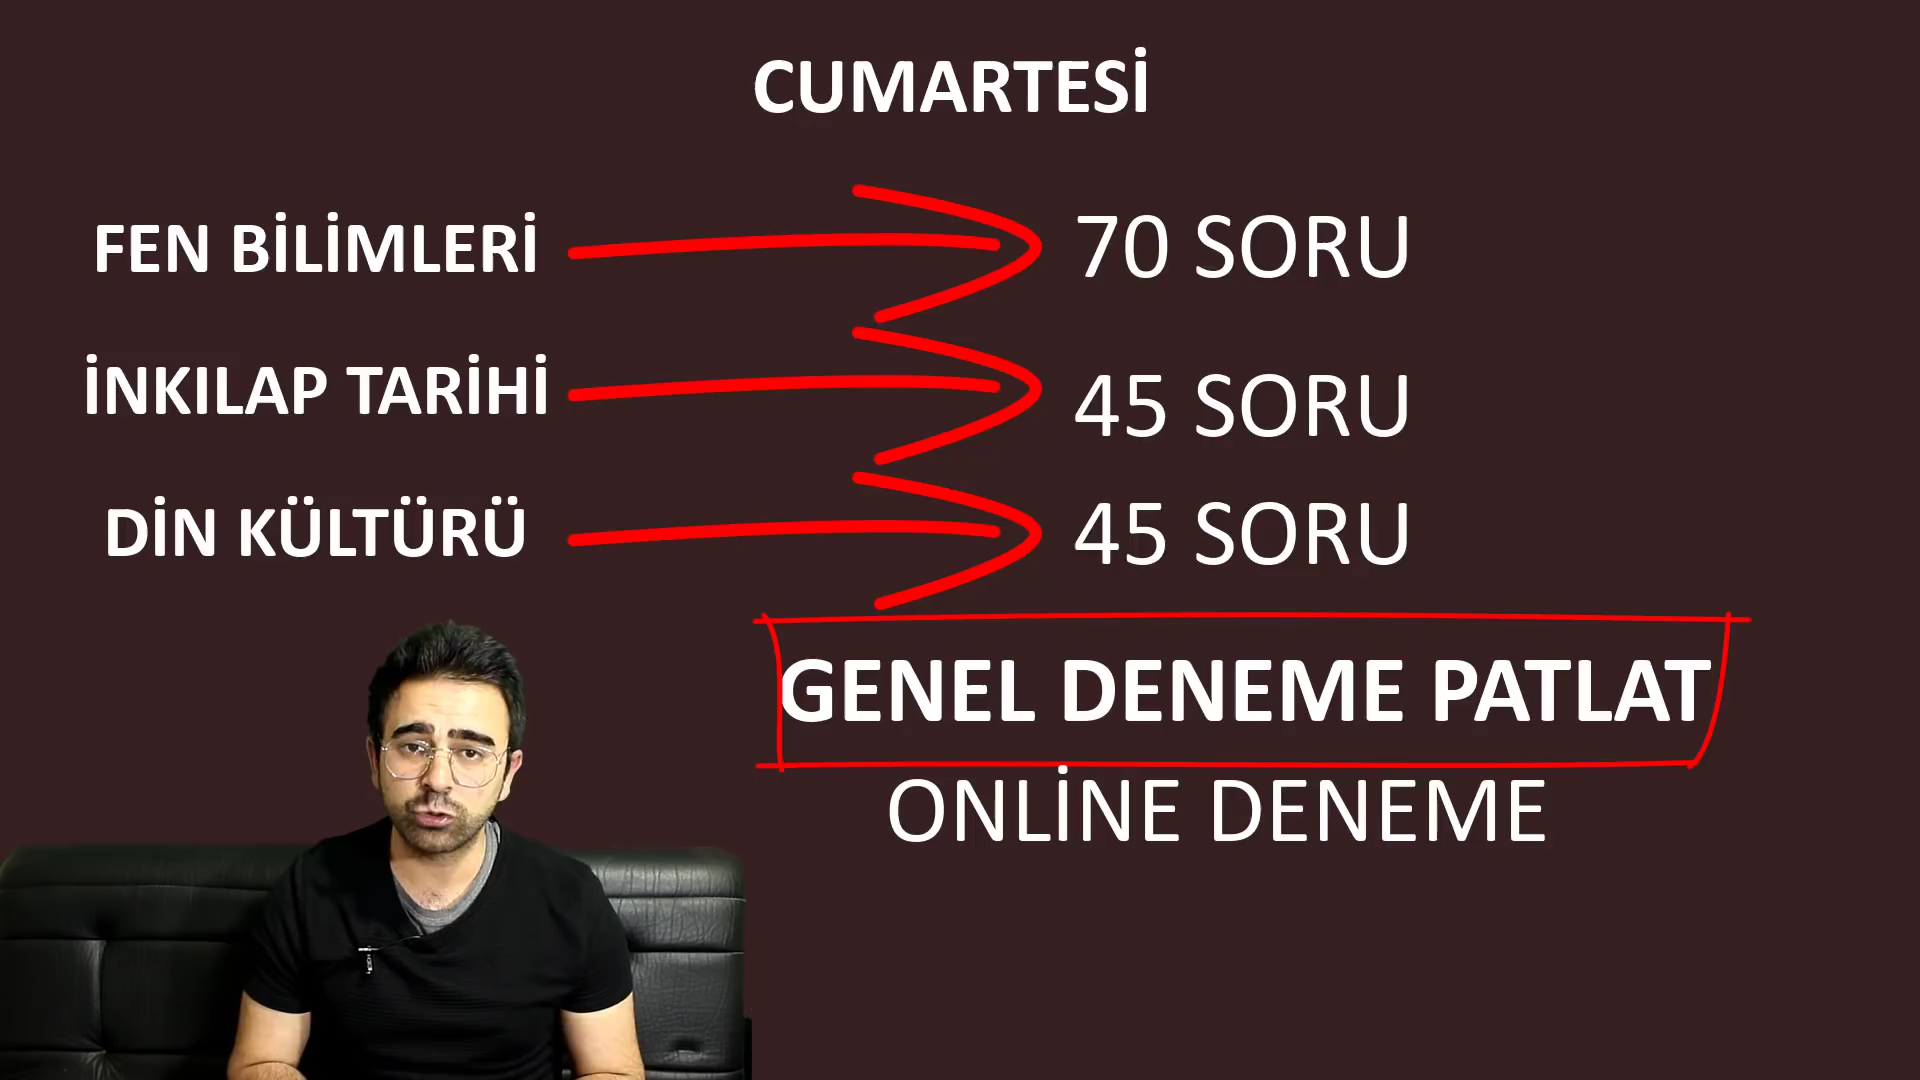 CUMARTESİ
FEN BİLİMLERİ 70 SORU
İNKILAP TARİHİ 45 SORU
DİN KÜLTÜRÜ 45 SORU
GENEL DENEME PATLAT
ONLİNE DENEME